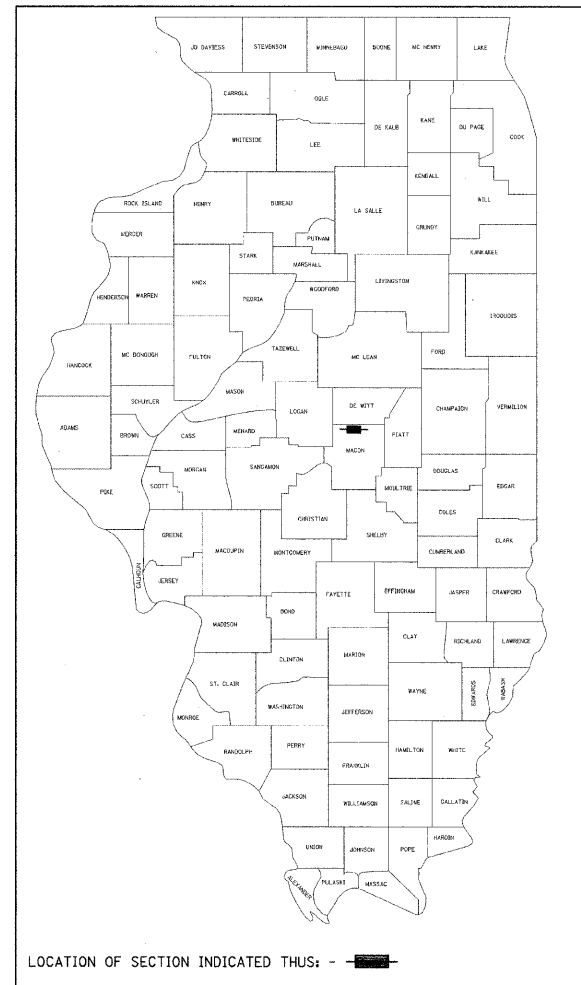 JO DAVIESS STEVENSON WINNEBAGO BOONE MC HENRY LAKE
CARROLL OGLE
DE KALB KANE DU PAGE COOK
WHITESIDE LEE
KENDALL
LA SALLE WILL
ROCK ISLAND HENRY BUREAU
PUTNAM GRUNDY
MERCER
STARK MARSHALL KANKAKEE
KNOX LIVINGSTON
HENDERSON WARREN PEORIA WOODFORD
IROQUOIS
TAZEWELL
HANCOCK MC DONOUGH FULTON MC LEAN FORD
MASON
SCHUYLER LOGAN DE WITT CHAMPAIGN VERMILION
ADAMS BROWN CASS MENARD PIATT
MACON
MORGAN SANGAMON DOUGLAS
SCOTT MOULTRIE EDGAR
PIKE CHRISTIAN COLES
GREENE SHELBY CLARK
MACOUPIN MONTGOMERY CUMBERLAND
CALHOUN JERSEY
FAYETTE EFFINGHAM JASPER CRAWFORD
BOND
MADISON CLAY RICHLAND LAWRENCE
CLINTON MARION
ST. CLAIR WAYNE EDWARDS WABASH
WASHINGTON
MONROE JEFFERSON
RANDOLPH PERRY HAMILTON WHITE
FRANKLIN
JACKSON WILLIAMSON SALINE GALLATIN
HARDIN
UNION JOHNSON POPE
ALEXANDER PULASKI MASSAC
LOCATION OF SECTION INDICATED THUS: -